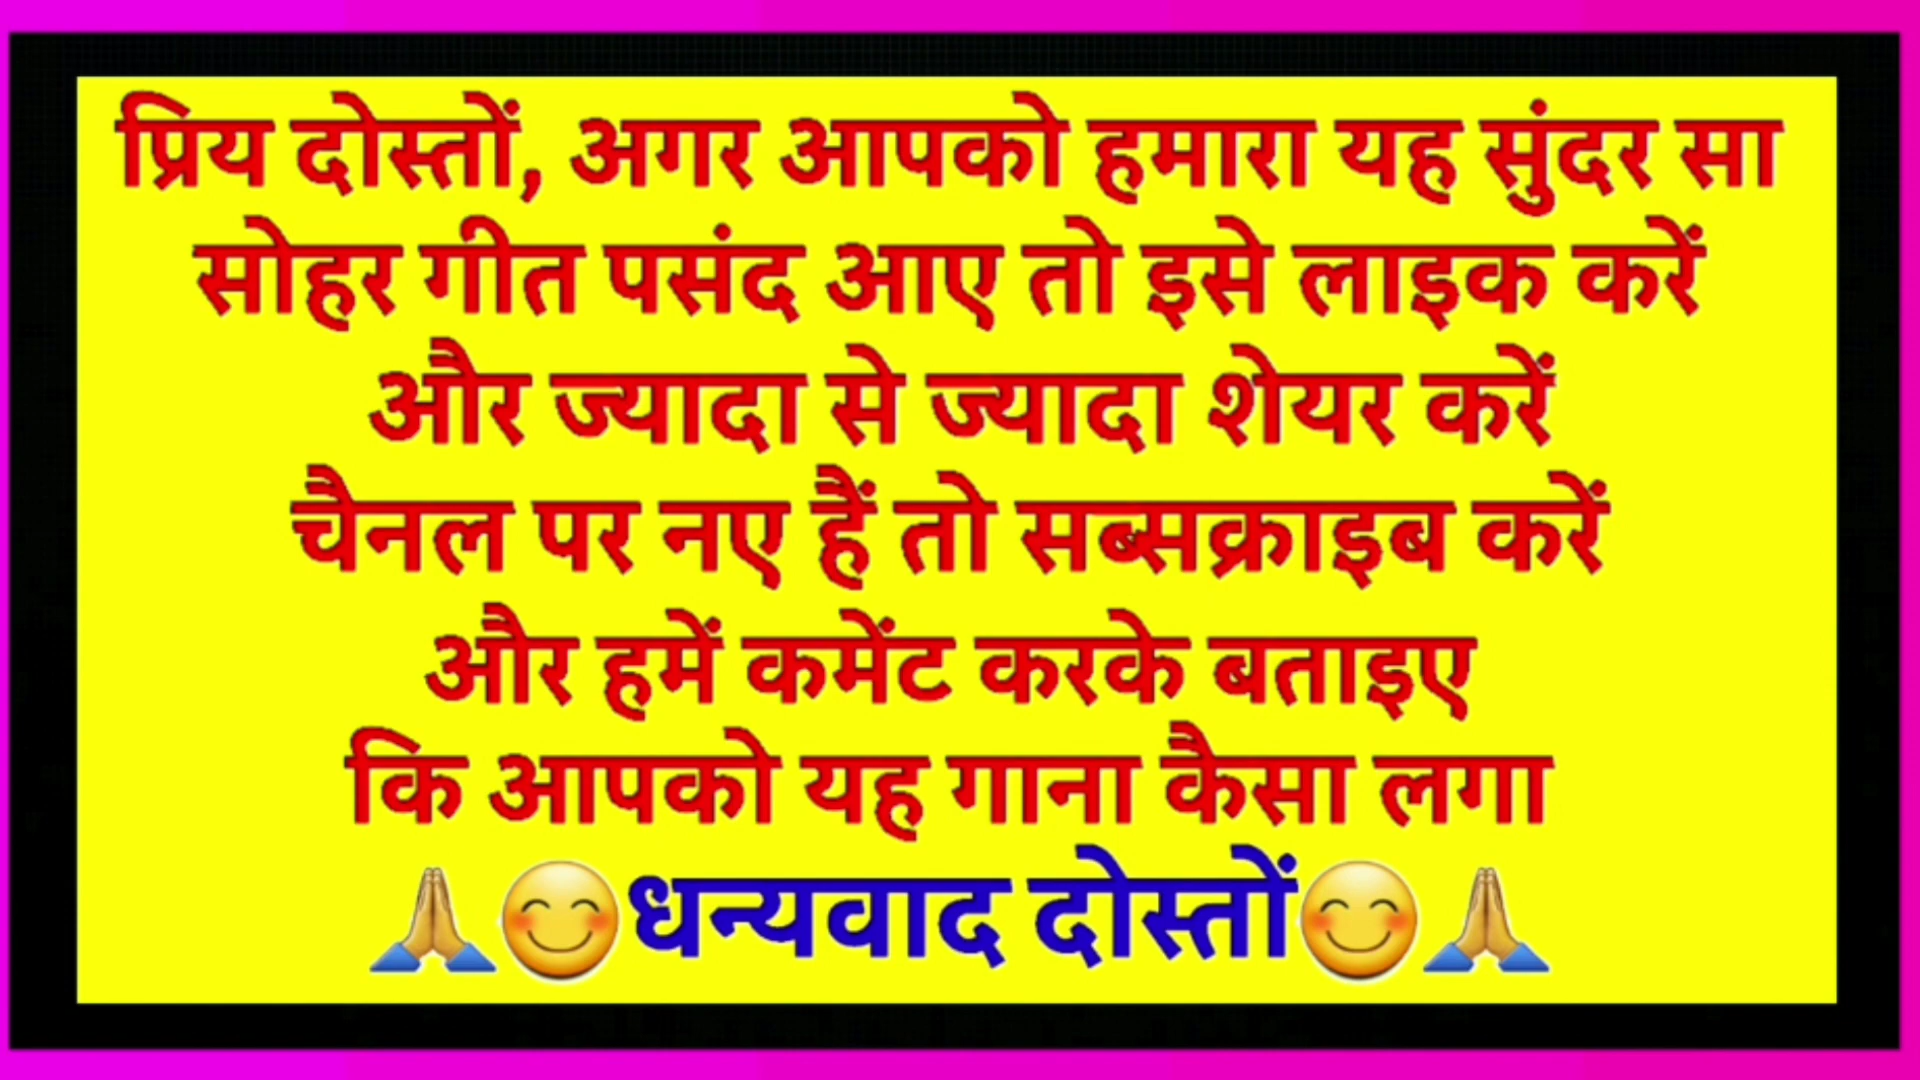 प्रिय दोस्तों, अगर आपको हमारा यह सुंदर सा
सोहर गीत पसंद आए तो इसे लाइक करें
और ज्यादा से ज्यादा शेयर करें
चैनल पर नए हैं तो सब्सक्राइब करें
और हमें कमेंट करके बताइए
कि आपको यह गाना कैसा लगा
🙏😊धन्यवाद दोस्तों😊🙏